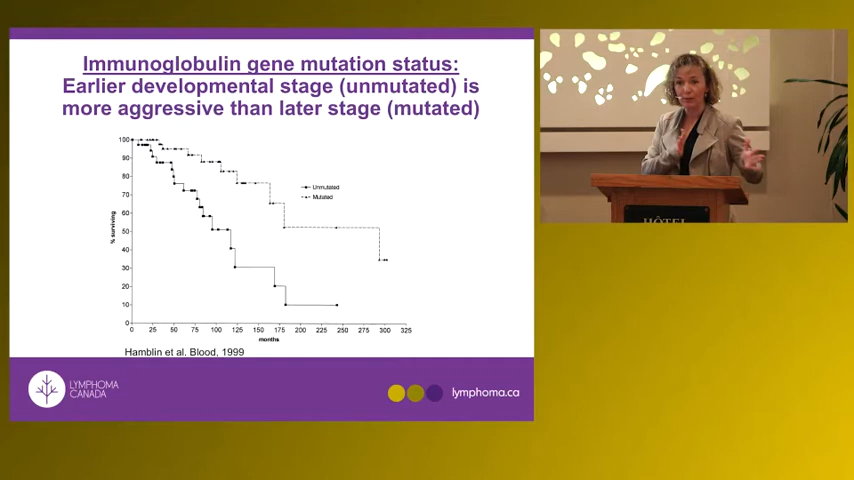 Immunoglobulin gene mutation status:
Earlier developmental stage (unmutated) is
more aggressive than later stage (mutated)
100
90
80
70
60
50
40
30
20
10
0
% surviving
Unmutated
Mutated
0 25 50 75 100 125 150 175 200 225 250 275 300 325
months
Hamblin et al. Blood, 1999
LYMPHOMA
CANADA
lymphoma.ca
HÔTEL